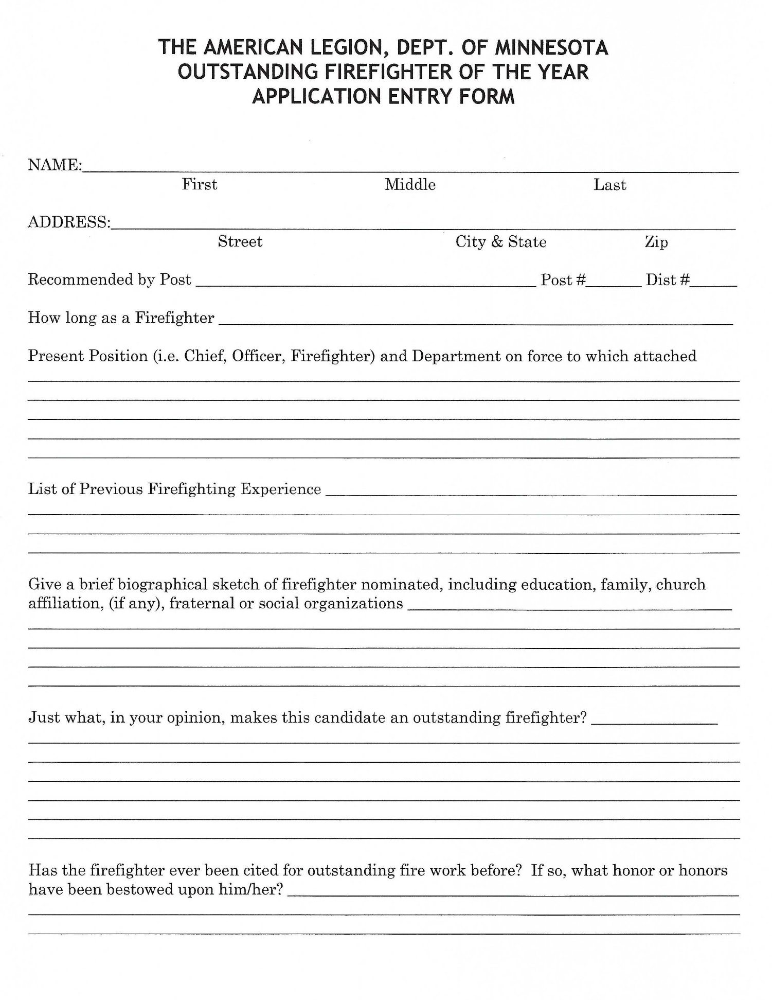 THE AMERICAN LEGION, DEPT. OF MINNESOTA
OUTSTANDING FIREFIGHTER OF THE YEAR
APPLICATION ENTRY FORM
NAME:
First Middle Last
ADDRESS:
Street City & State Zip
Recommended by Post Post # Dist #
How long as a Firefighter
Present Position (i.e. Chief, Officer, Firefighter) and Department on force to which attached
List of Previous Firefighting Experience
Give a brief biographical sketch of firefighter nominated, including education, family, church
affiliation, (if any), fraternal or social organizations
Just what, in your opinion, makes this candidate an outstanding firefighter?
Has the firefighter ever been cited for outstanding fire work before? If so, what honor or honors
have been bestowed upon him/her?